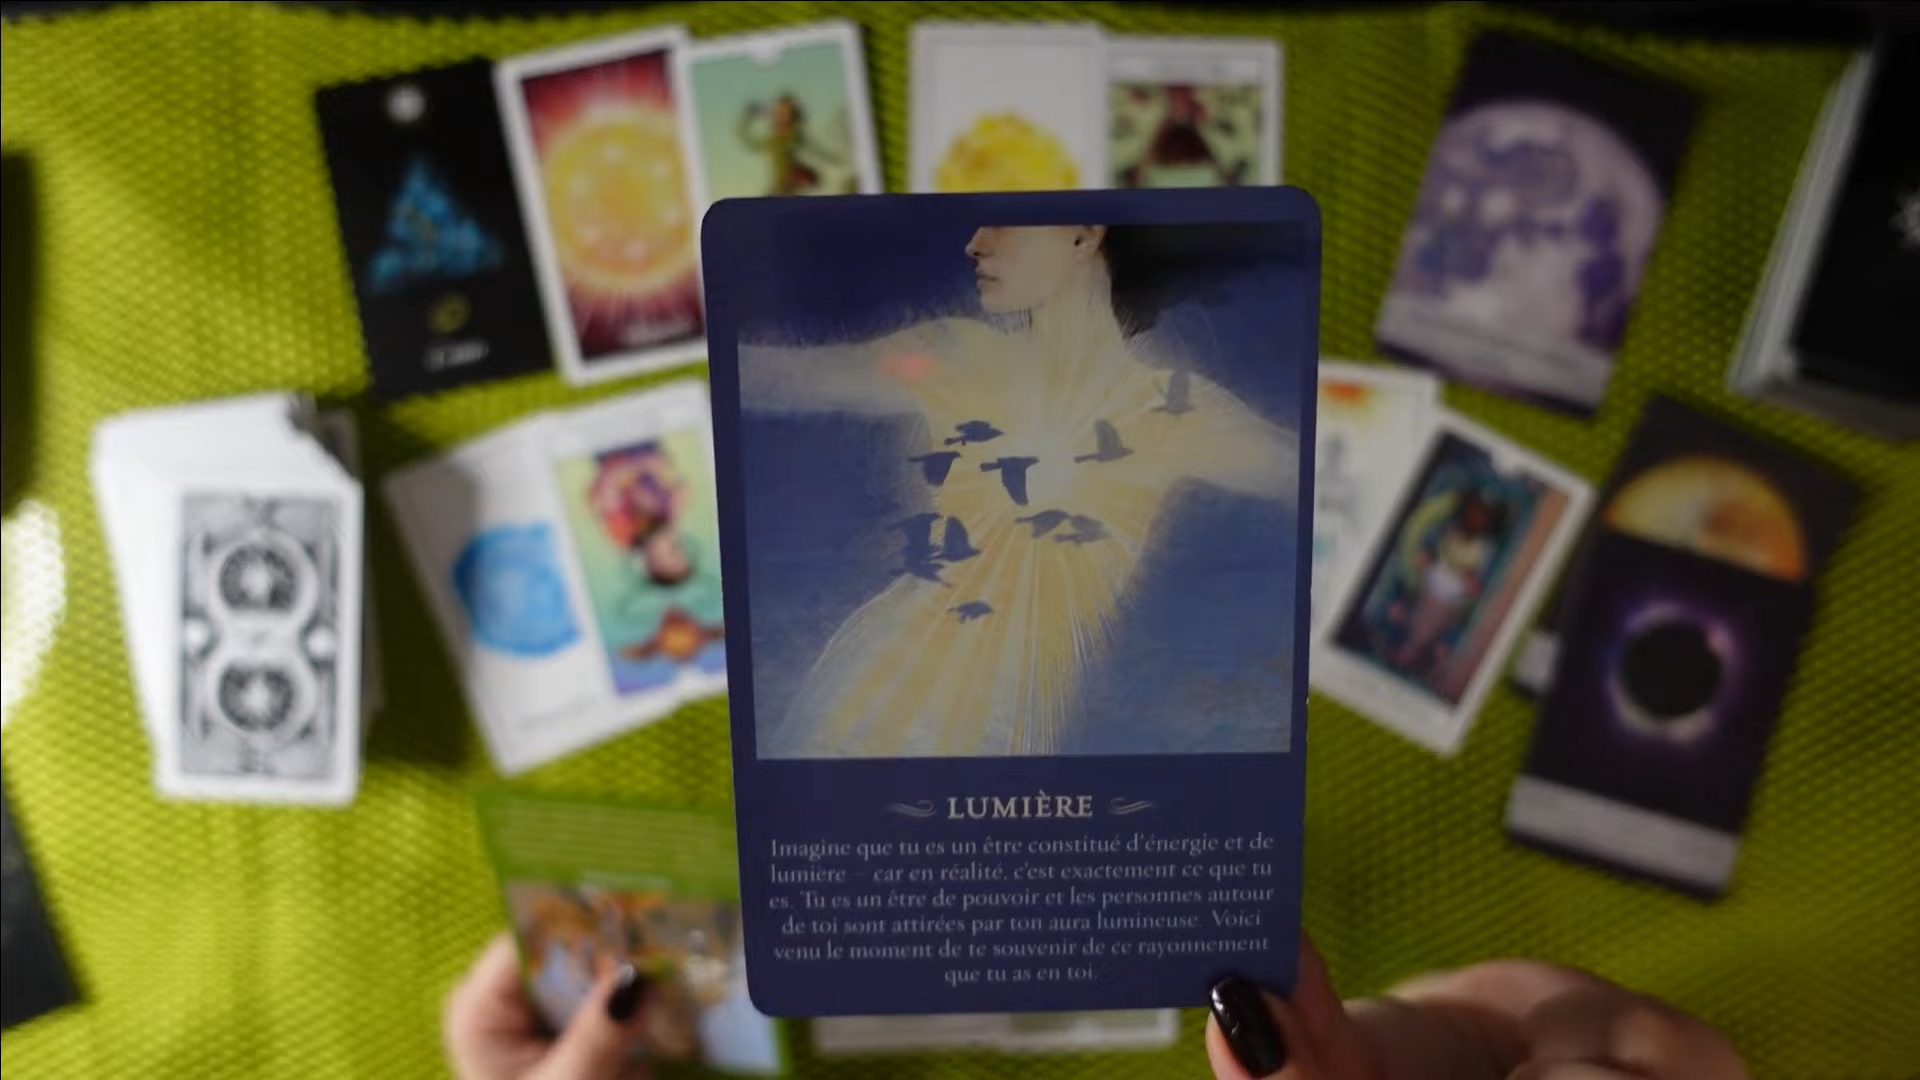 LUMIÈRE
Imagine que tu es un être constitué d'énergie et de
lumière – car en réalité, c'est exactement ce que tu
es. Tu es un être de pouvoir et les personnes autour
de toi sont attirées par ton aura lumineuse. Voici
venu le moment de te souvenir de ce rayonnement
que tu as en toi.